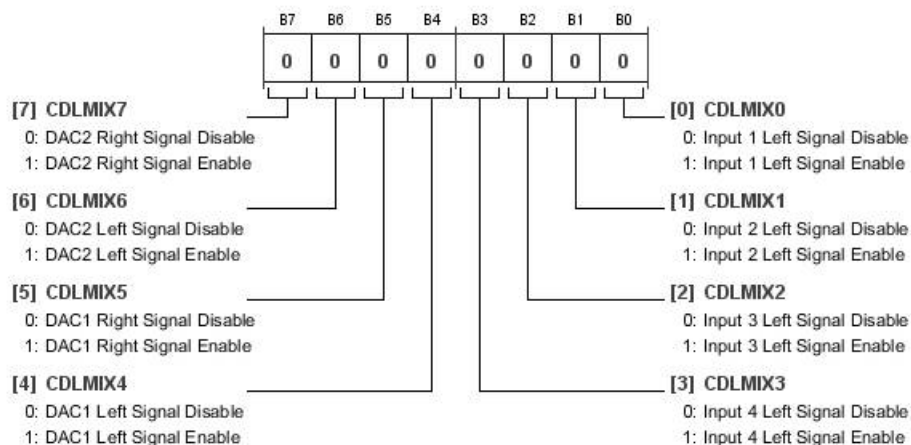 B7 B6 B5 B4 B3 B2 B1 B0
0 0 0 0 0 0 0 0
[7] CDLMIX7
0: DAC2 Right Signal Disable
1: DAC2 Right Signal Enable
[6] CDLMIX6
0: DAC2 Left Signal Disable
1: DAC2 Left Signal Enable
[5] CDLMIX5
0: DAC1 Right Signal Disable
1: DAC1 Right Signal Enable
[4] CDLMIX4
0: DAC1 Left Signal Disable
1: DAC1 Left Signal Enable
[0] CDLMIX0
0: Input 1 Left Signal Disable
1: Input 1 Left Signal Enable
[1] CDLMIX1
0: Input 2 Left Signal Disable
1: Input 2 Left Signal Enable
[2] CDLMIX2
0: Input 3 Left Signal Disable
1: Input 3 Left Signal Enable
[3] CDLMIX3
0: Input 4 Left Signal Disable
1: Input 4 Left Signal Enable